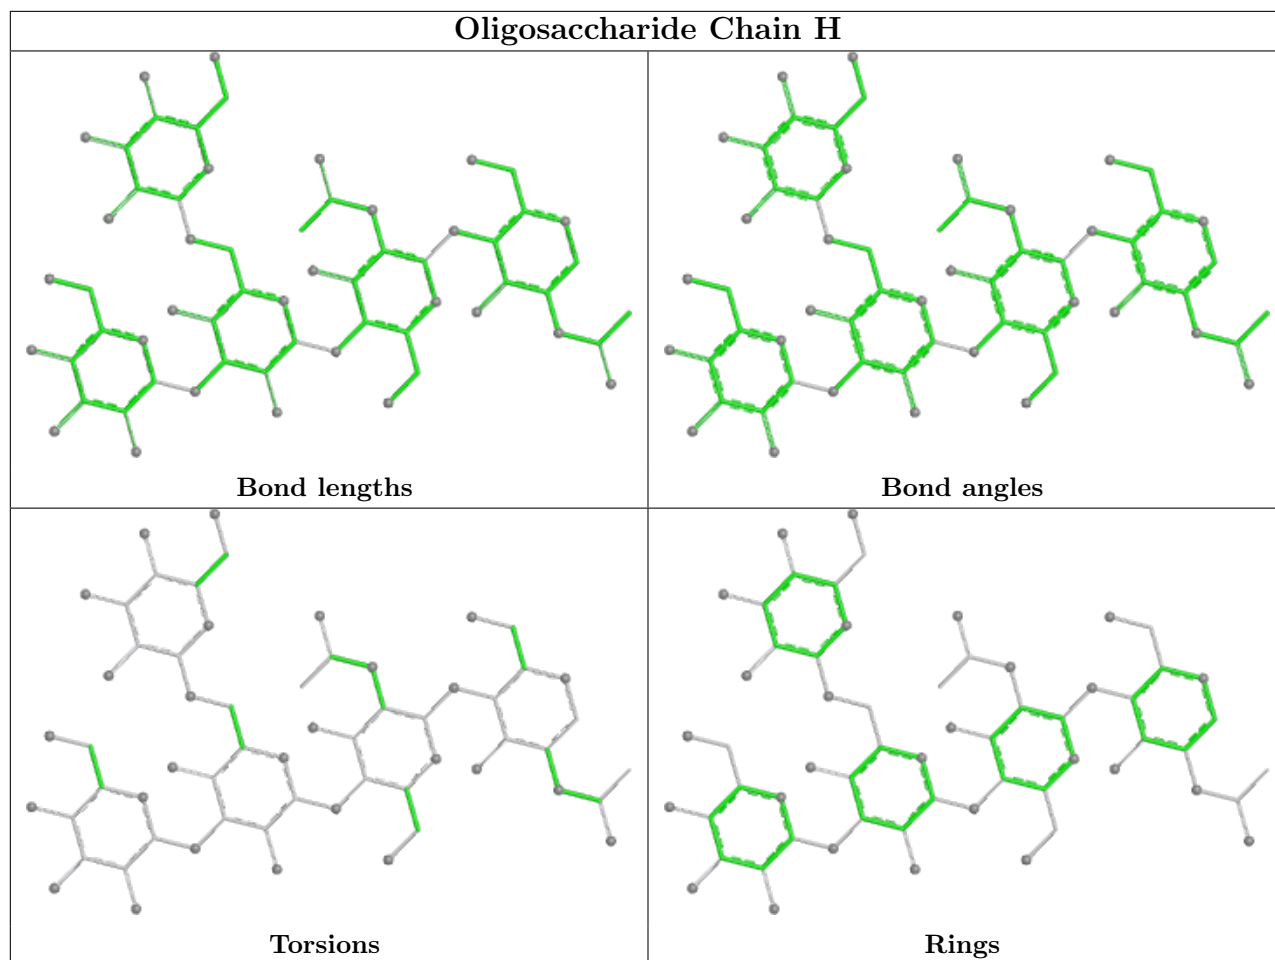 Oligosaccharide Chain H
Bond lengths
Bond angles
Torsions
Rings